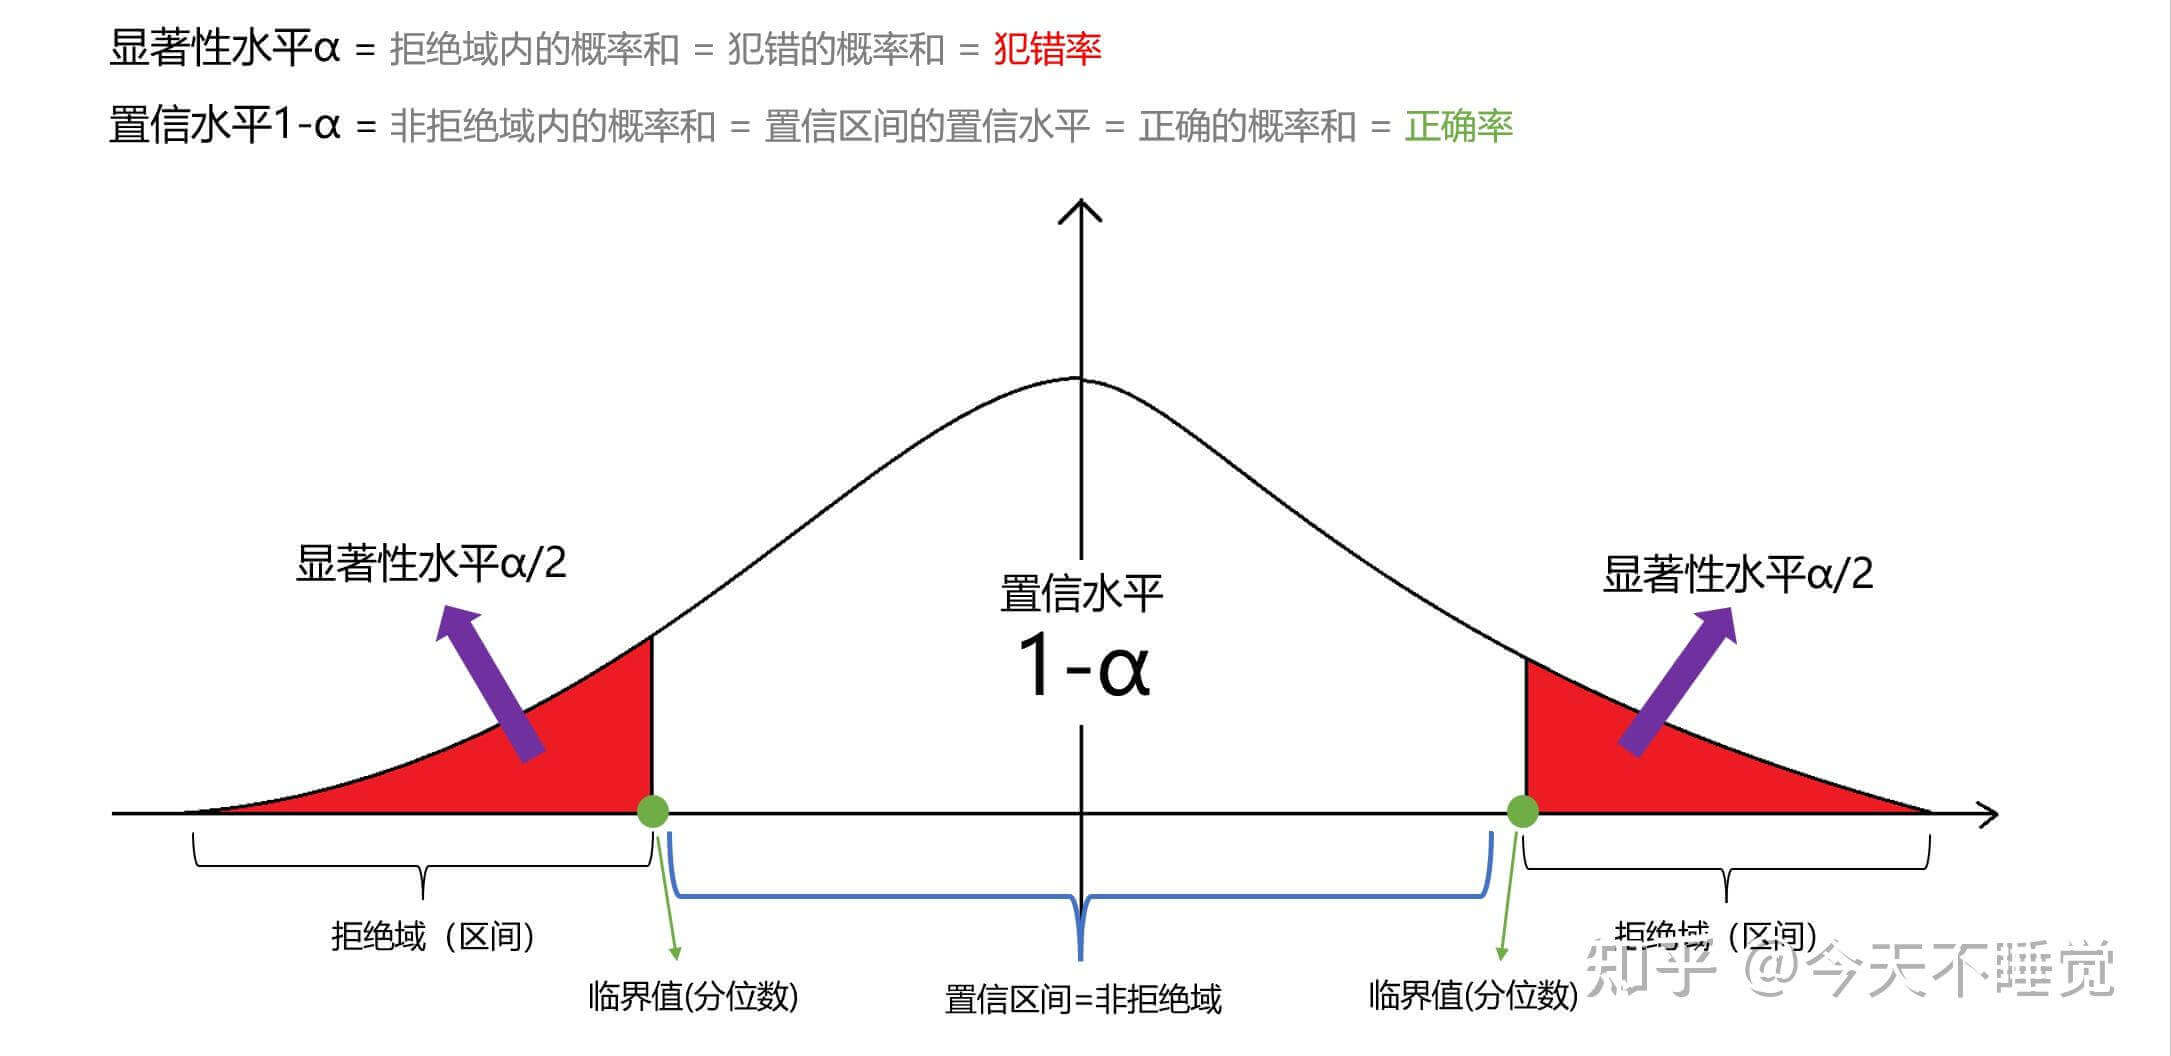 显著性水平α = 拒绝域内的概率和 = 犯错的概率和 = 犯错率
置信水平1-α = 非拒绝域内的概率和 = 置信区间的置信水平 = 正确的概率和 = 正确率
显著性水平α/2
显著性水平α/2
置信水平
1-α
拒绝域（区间）
拒绝域（区间）
临界值(分位数)
置信区间=非拒绝域
临界值(分位数)
知乎 @今天不睡觉